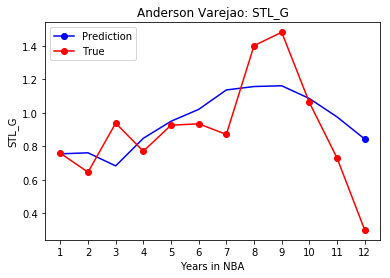 Anderson Varejao: STL_G
Prediction
True
STL_G
1.4
1.2
1.0
0.8
0.6
0.4
1 2 3 4 5 6 7 8 9 10 11 12
Years in NBA